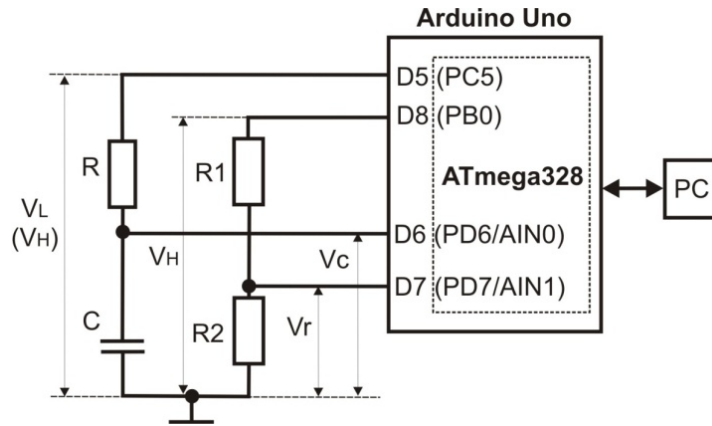 Arduino Uno
D5 (PC5)
D8 (PB0)
R
R1
ATmega328
PC
VL
(VH)
VH
Vc
D6 (PD6/AIN0)
D7 (PD7/AIN1)
C
R2
Vr